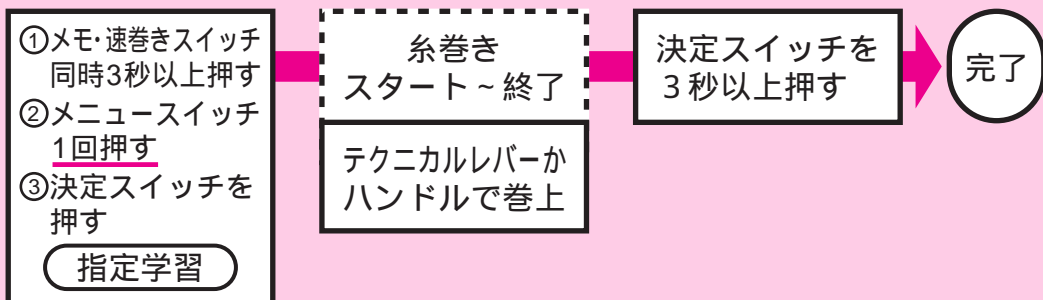 ①メモ･速巻きスイッチ
同時3秒以上押す
②メニュースイッチ
1回押す
③決定スイッチを
押す
指定学習
糸巻き
スタート~終了
テクニカルレバーか
ハンドルで巻上
決定スイッチを
3秒以上押す
完了